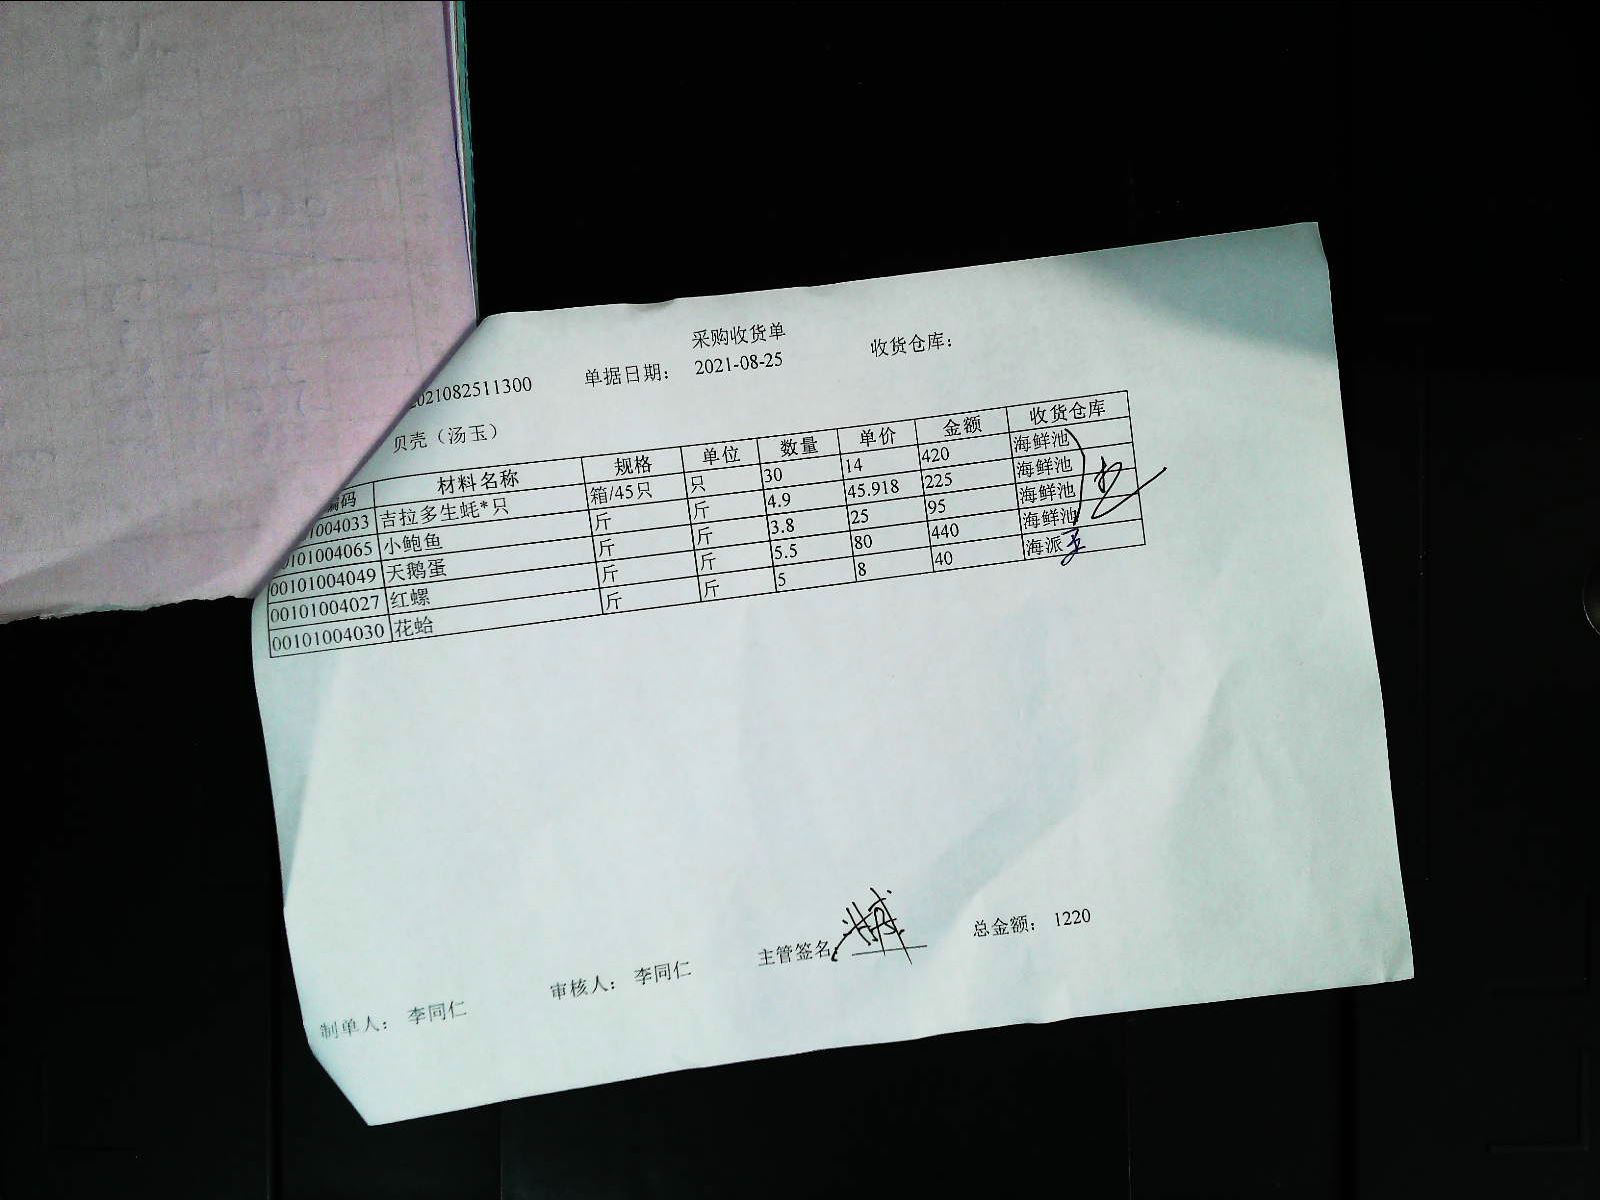 采购收货单
2021082511300 单据日期： 2021-08-25 收货仓库：
贝壳（汤玉）
编码 材料名称 规格 单位 数量 单价 金额 收货仓库
1004033 吉拉多生蚝*只 箱/45只 只 30 14 420 海鲜池
0101004065 小鲍鱼 斤 斤 4.9 45.918 225 海鲜池
00101004049 天鹅蛋 斤 斤 3.8 25 95 海鲜池
00101004027 红螺 斤 斤 5.5 80 440 海鲜池
00101004030 花蛤 斤 斤 5 8 40 海派
制单人： 李同仁 审核人： 李同仁 主管签名： 总金额： 1220